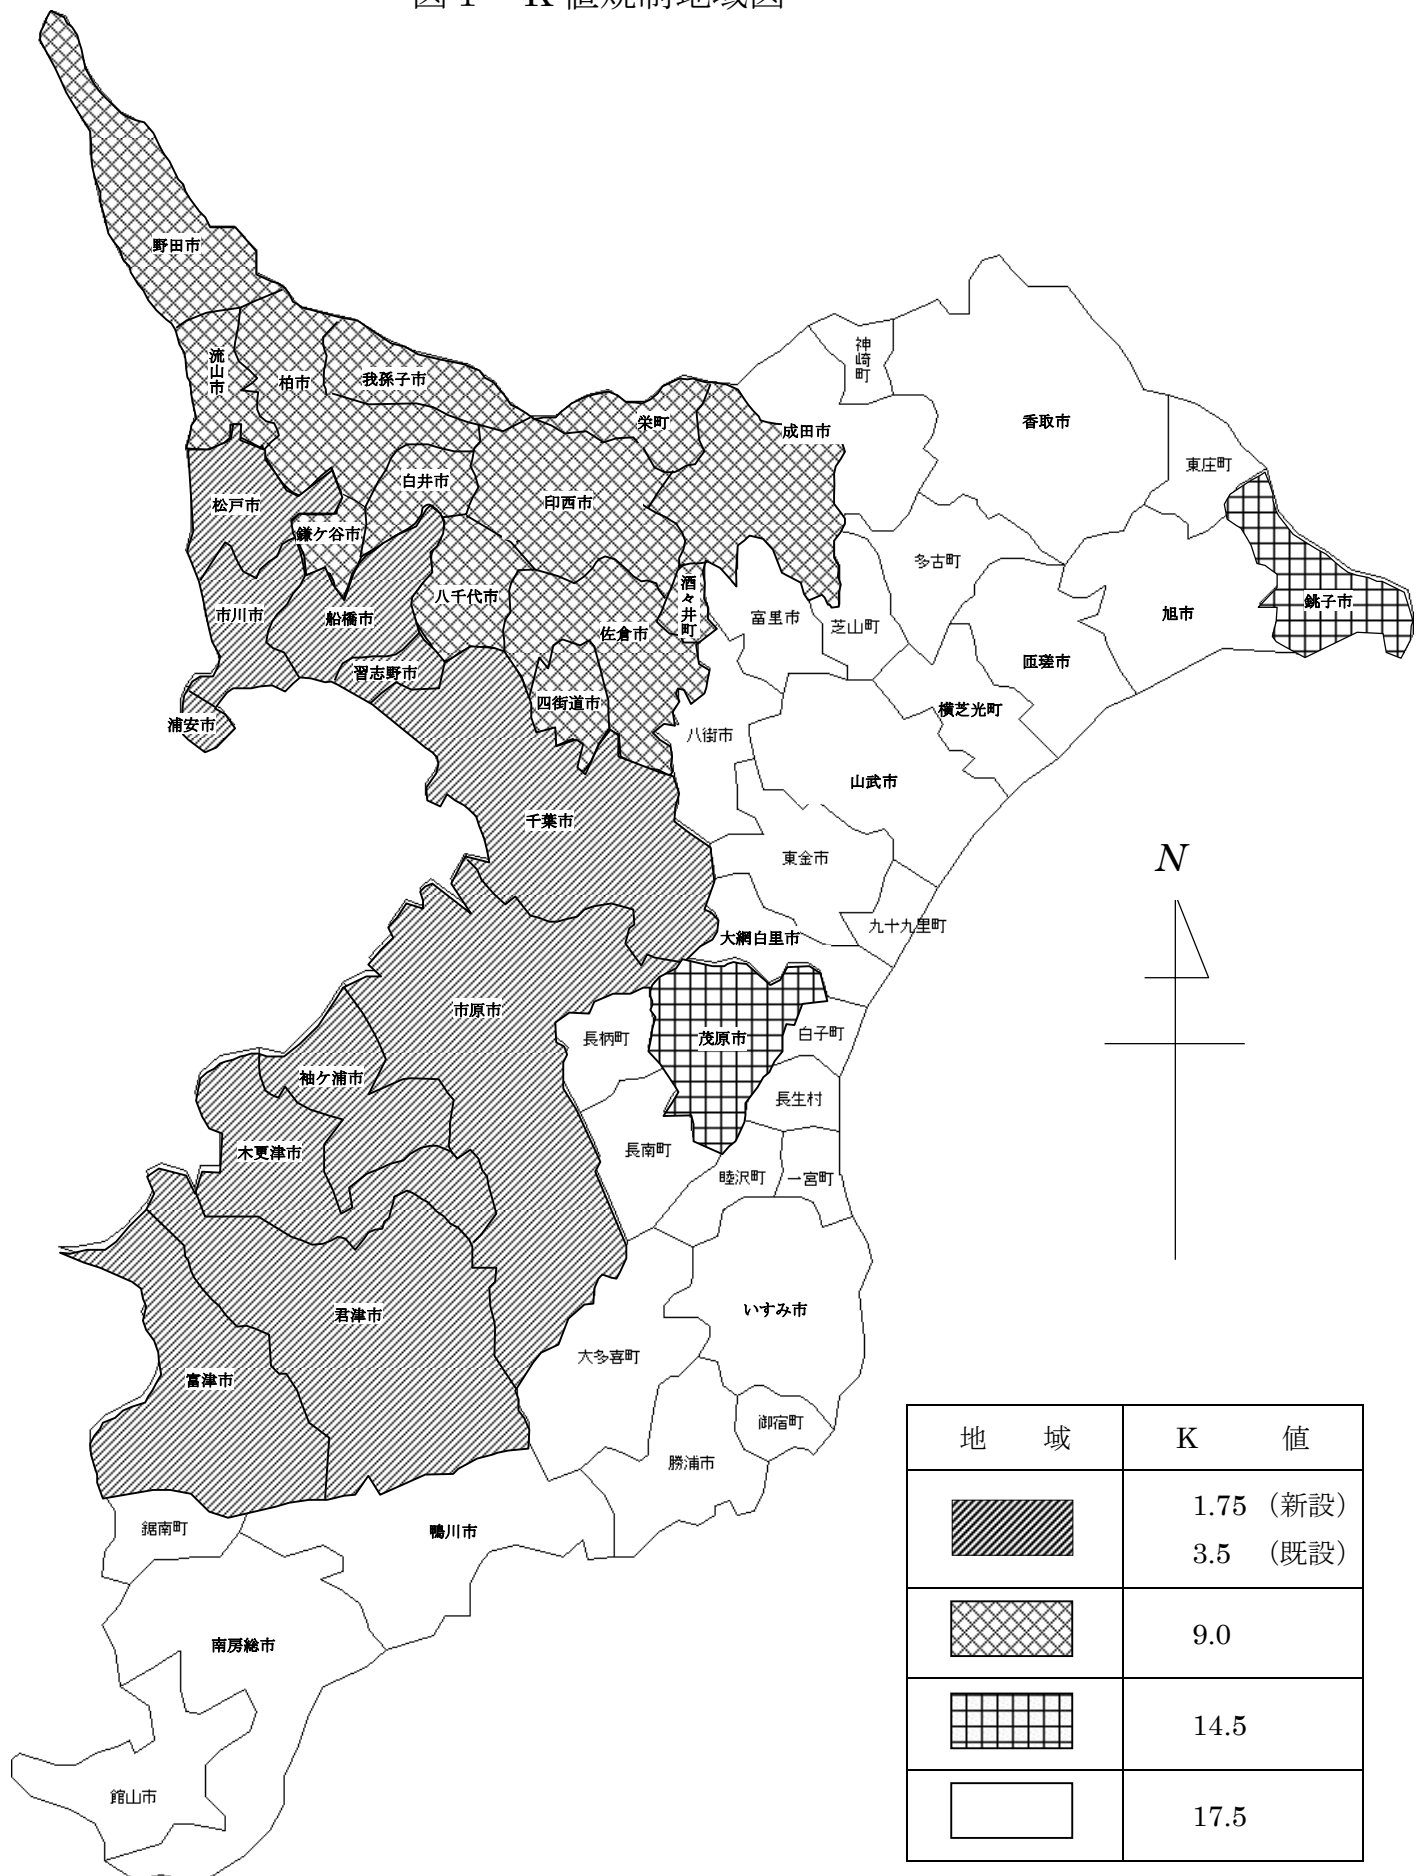 図1 K値規制地域図
野田市
流山市
柏市
我孫子市
栄町
成田市
神崎町
香取市
東庄町
松戸市
鎌ケ谷市
白井市
印西市
銚子市
市川市
船橋市
八千代市
佐倉市
酒々井町
富里市
芝山町
多古町
旭市
匝瑳市
習志野市
四街道市
浦安市
八街市
横芝光町
千葉市
山武市
東金市
N
大網白里市
九十九里町
市原市
長柄町
茂原市
白子町
袖ケ浦市
長生村
木更津市
長南町
睦沢町
一宮町
君津市
いすみ市
富津市
大多喜町
勝浦市
御宿町
鋸南町
鴨川市
南房総市
館山市
地 域 K 値
1.75 (新設)
3.5 (既設)
9.0
14.5
17.5